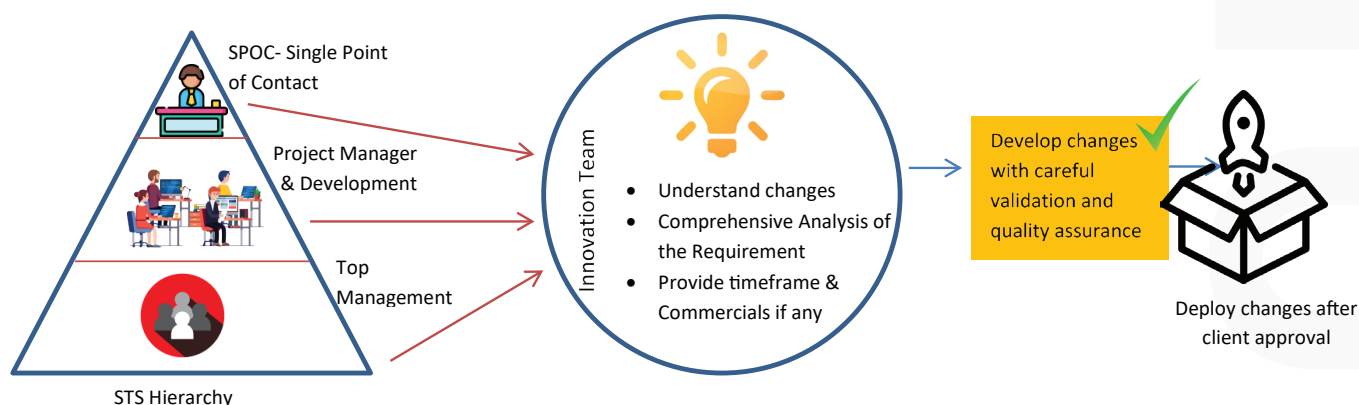 SPOC- Single Point
of Contact
Project Manager
& Development
Top
Management
STS Hierarchy
Innovation Team
• Understand changes
• Comprehensive Analysis of
the Requirement
• Provide timeframe &
Commercials if any
Develop changes
with careful
validation and
quality assurance
Deploy changes after
client approval